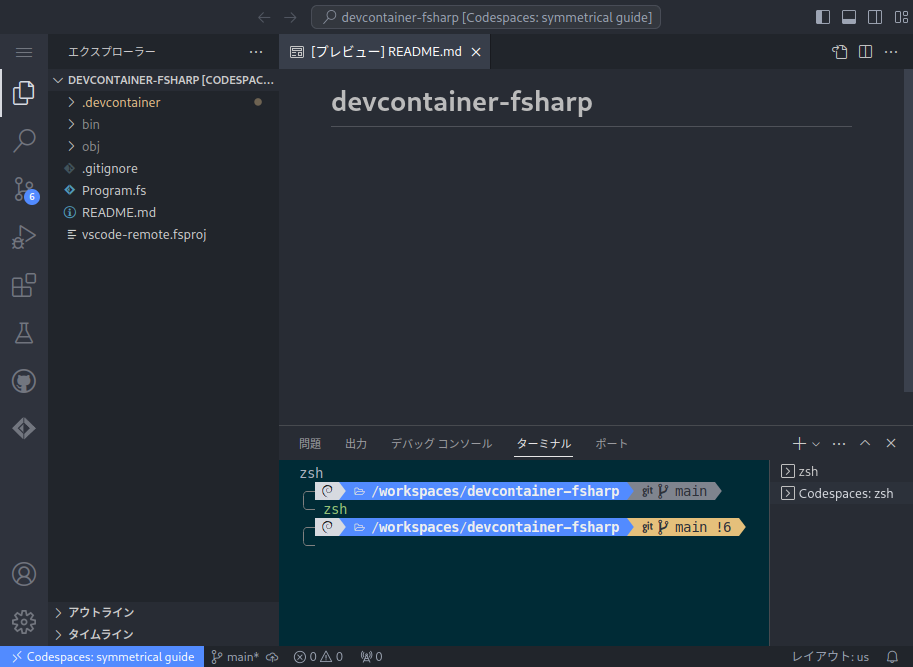 devcontainer-fsharp [Codespaces: symmetrical guide]
エクスプローラー
[プレビュー] README.md
DEVCONTAINER-FSHARP [CODESPAC...
.devcontainer
bin
obj
.gitignore
Program.fs
README.md
vscode-remote.fsproj
6
アウトライン
タイムライン
devcontainer-fsharp
問題 出力 デバッグ コンソール ターミナル ポート
zsh
/workspaces/devcontainer-fsharp git main
zsh
/workspaces/devcontainer-fsharp git main !6
zsh
Codespaces: zsh
Codespaces: symmetrical guide main* 0 0 0 レイアウト: us